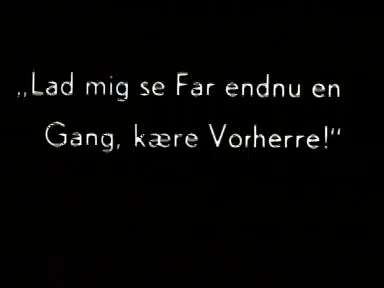 „Lad mig se Far endnu en
Gang, kære Vorherre!“